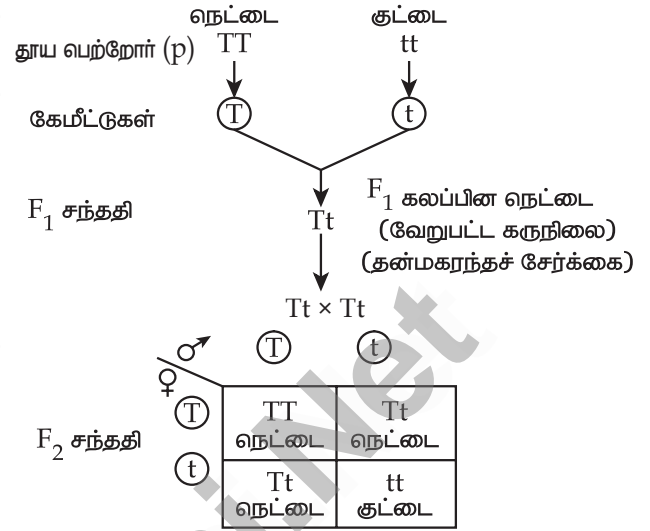 நெட்டை குட்டை
தூய பெற்றோர் (p) TT tt
கேமீட்டுகள் T t
F₁ சந்ததி Tt F₁ கலப்பின நெட்டை
(வேறுபட்ட கருநிலை)
(தன்மகரந்தச் சேர்க்கை)
Tt × Tt
♂ T t
♀
T TT Tt
நெட்டை நெட்டை
F₂ சந்ததி
t Tt tt
நெட்டை குட்டை